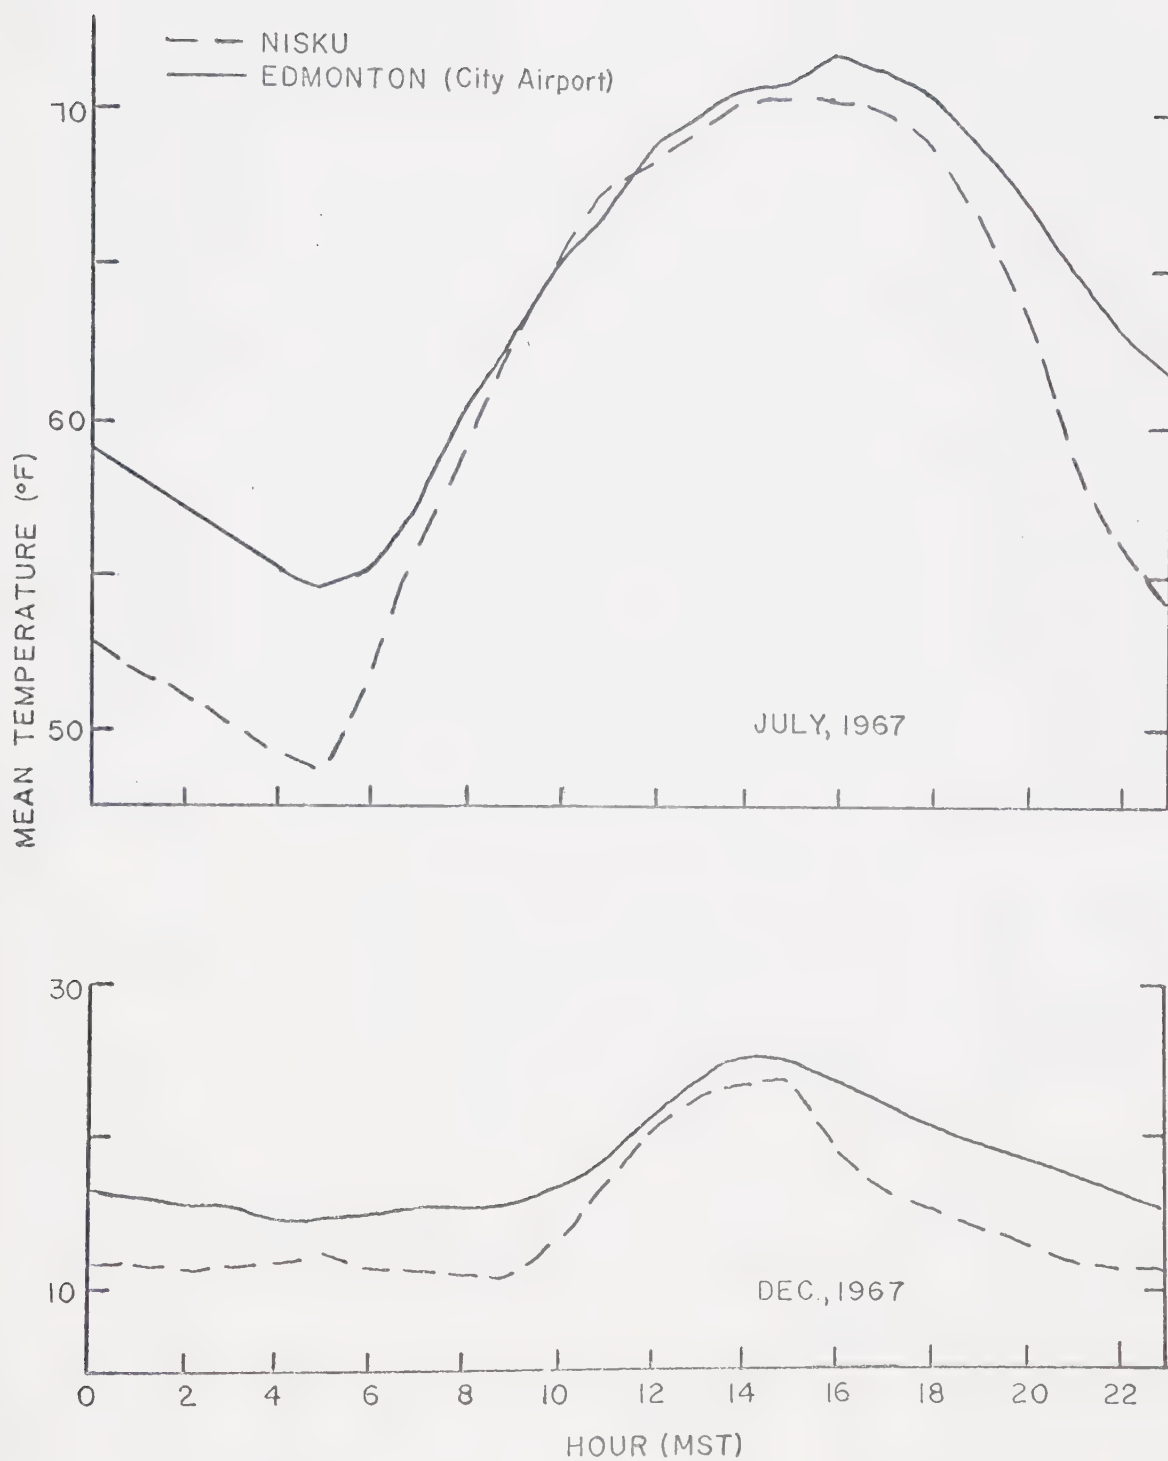 NISKU
EDMONTON (City Airport)
70
60
50
MEAN TEMPERATURE (°F)
JULY, 1967
30
10
DEC., 1967
0 2 4 6 8 10 12 14 16 18 20 22
HOUR (MST)